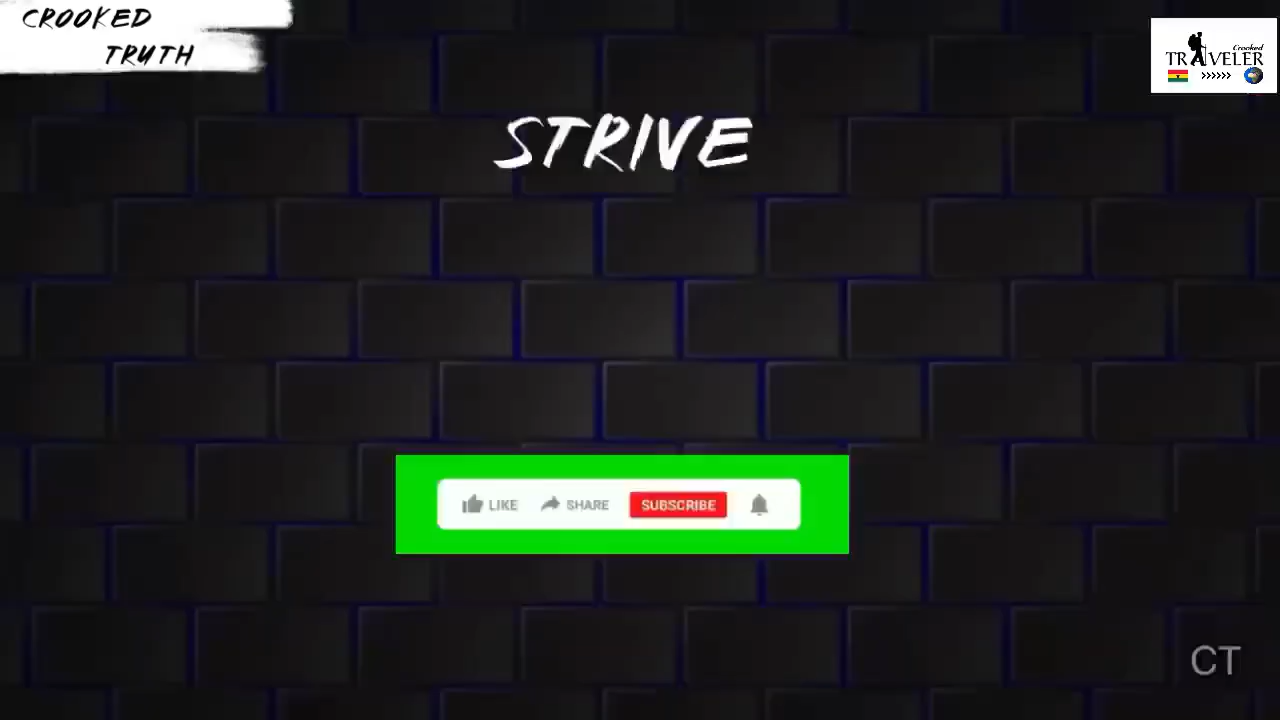 CROOKED
TRUTH
Crooked
TRAVELER
STRIVE
LIKE SHARE SUBSCRIBE
CT